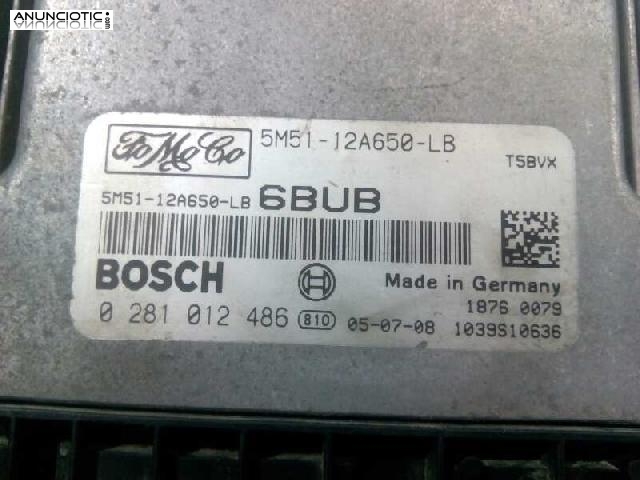 ANUNCIOTIC
FoMoCo
5M51-12A650-LB
T5BVX
5M51-12A650-LB 6BUB
BOSCH
Made in Germany
1876 0079
0 281 012 486 810 05-07-08 1039S10636